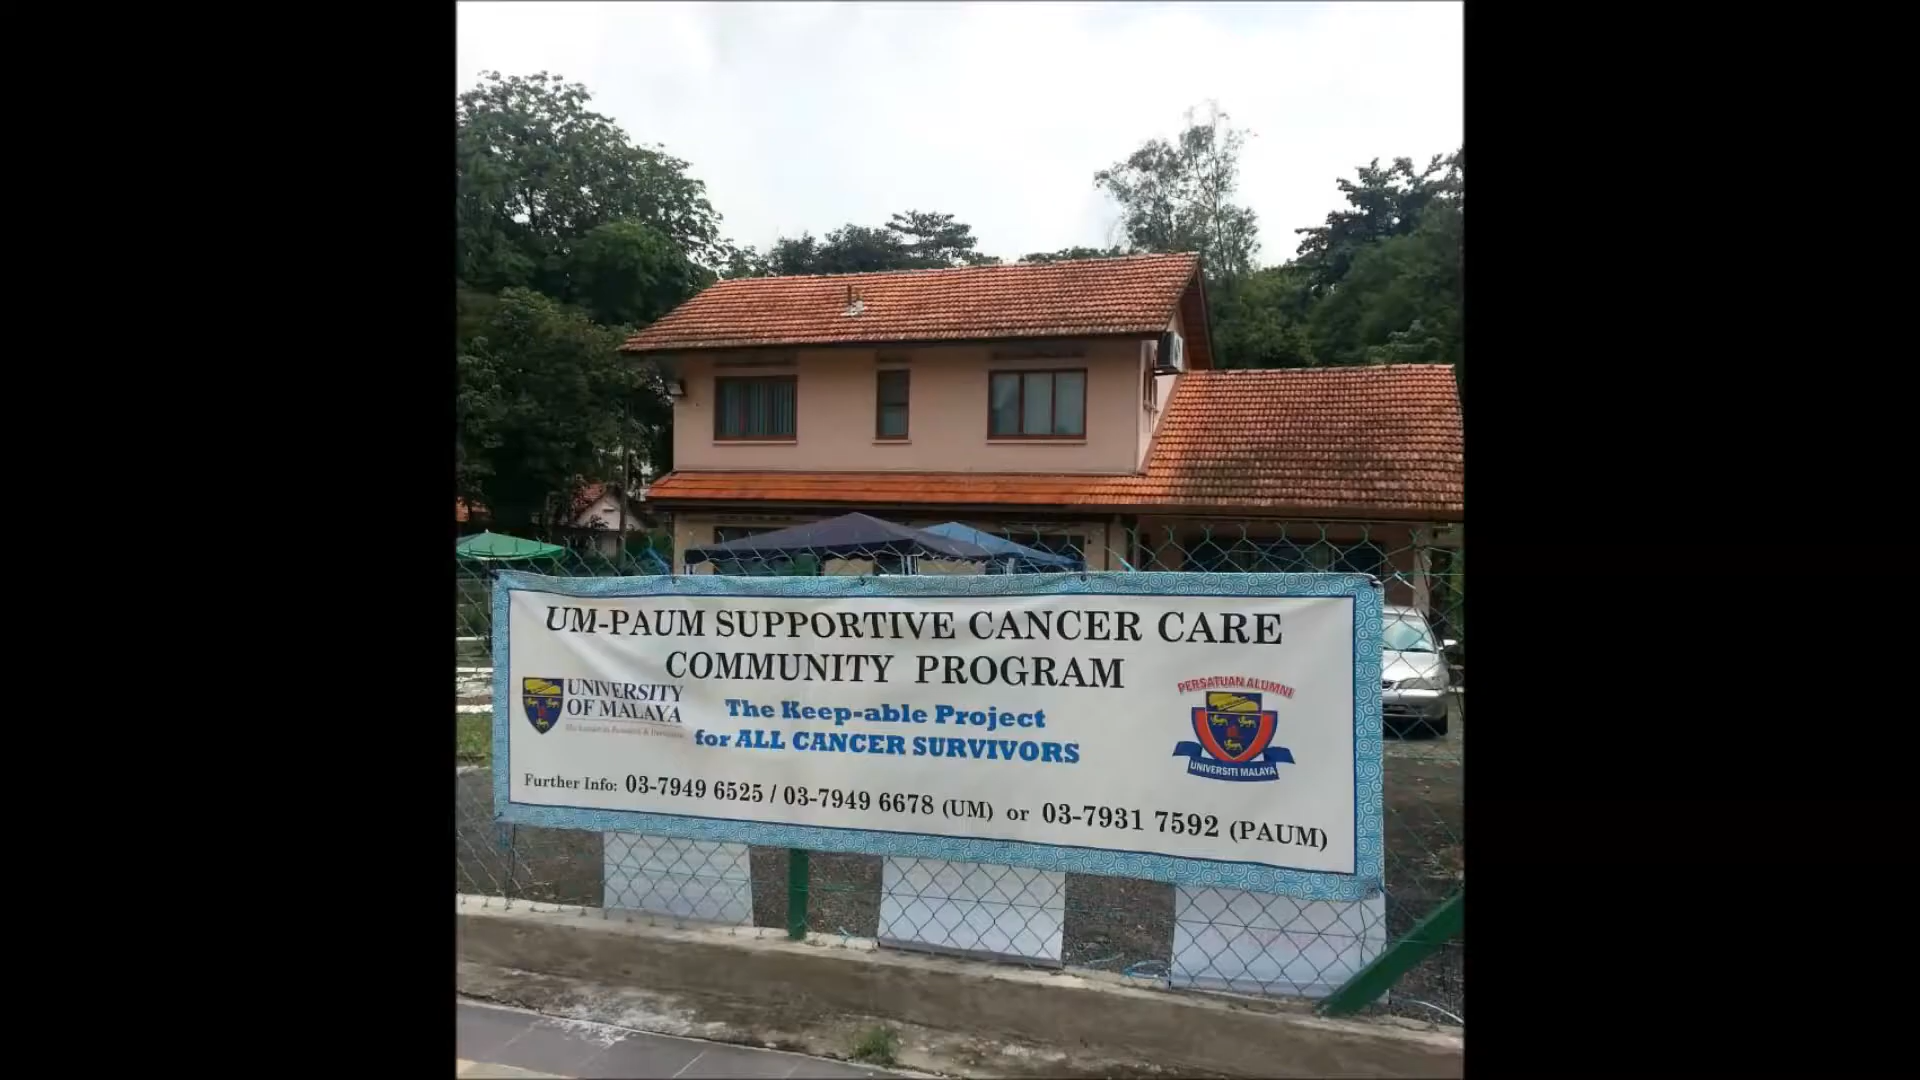 UM-PAUM SUPPORTIVE CANCER CARE
COMMUNITY PROGRAM
UNIVERSITY
OF MALAYA
The Keep-able Project
for ALL CANCER SURVIVORS
PERSATUAN ALUMNI
UNIVERSITI MALAYA
Further Info: 03-7949 6525 / 03-7949 6678 (UM) or 03-7931 7592 (PAUM)